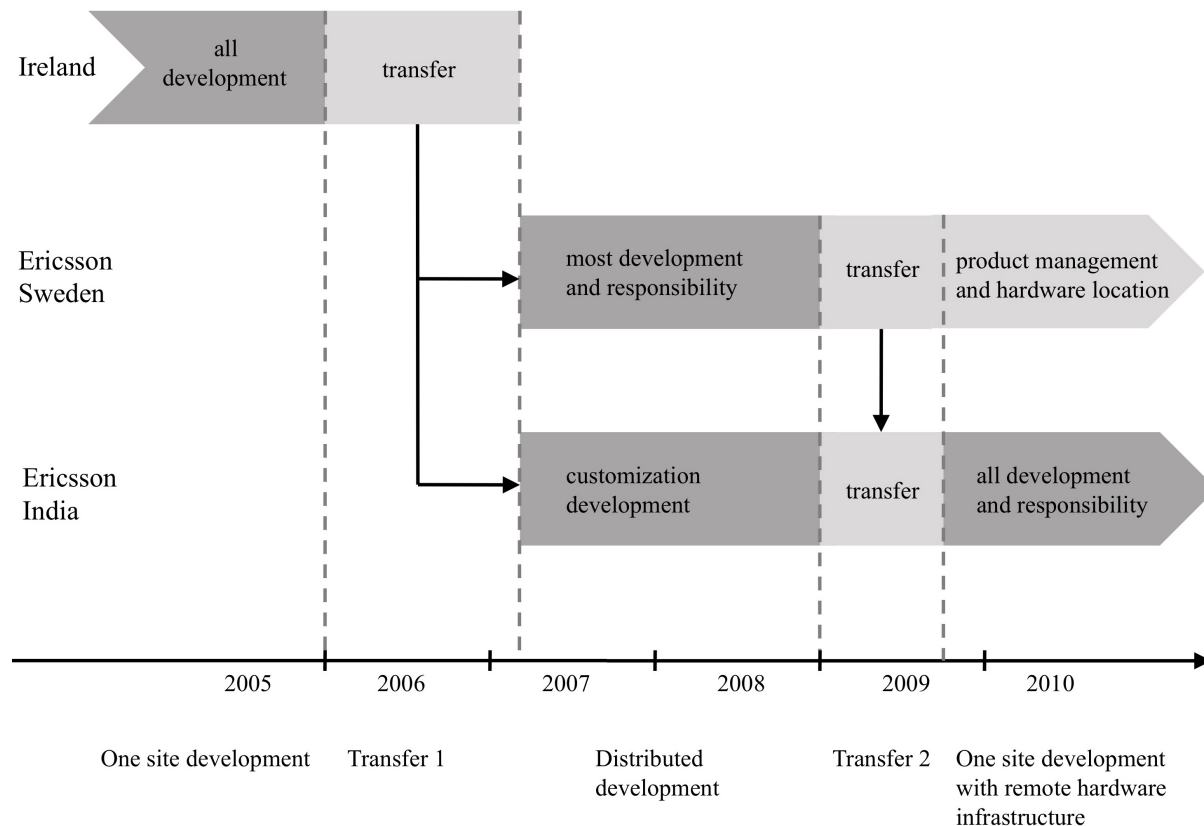 Ireland
all
development
transfer
Ericsson
Sweden
most development
and responsibility
transfer
product management
and hardware location
Ericsson
India
customization
development
transfer
all development
and responsibility
2005
2006
2007
2008
2009
2010
One site development
Transfer 1
Distributed
development
Transfer 2
One site development
with remote hardware
infrastructure